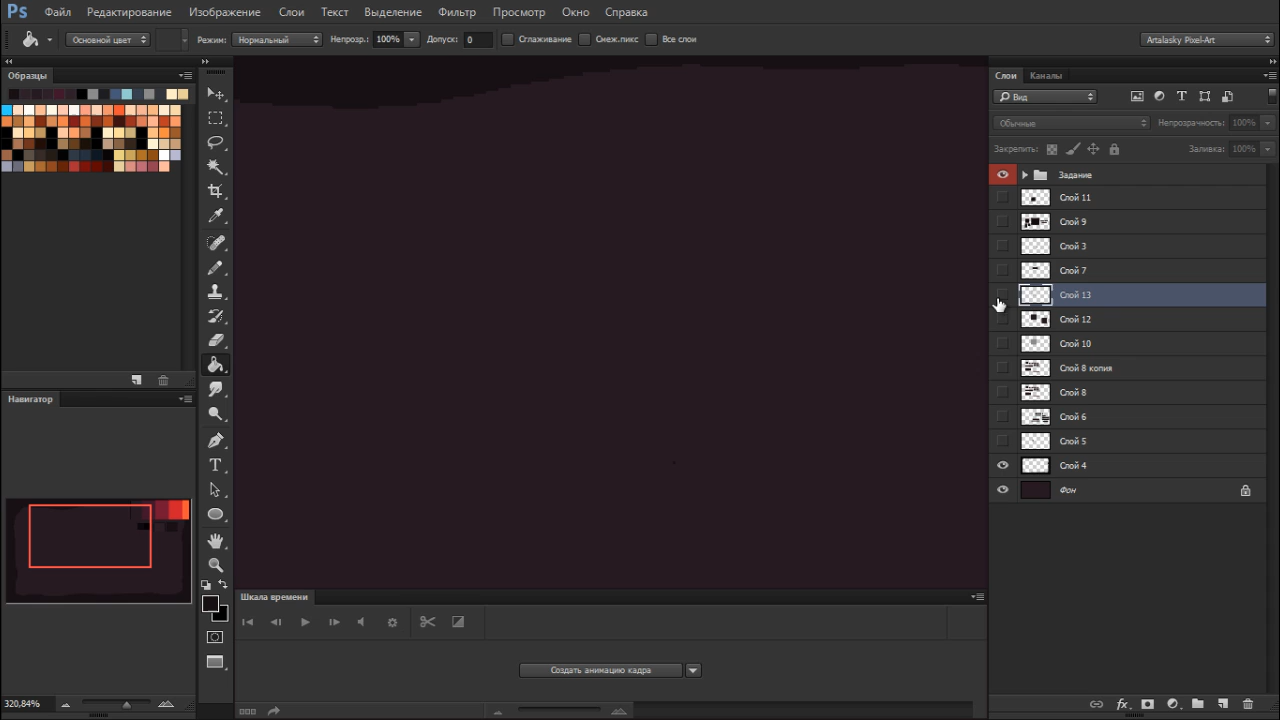 Ps Файл Редактирование Изображение Слои Текст Выделение Фильтр Просмотр Окно Справка
Основной цвет Режим: Нормальный Непрозр.: 100% Допуск: 0 Сглаживание Смеж.пикс Все слои Artalasky Pixel-Art
Образцы
Слои Каналы
Вид
Обычные Непрозрачность: 100%
Закрепить: Заливка: 100%
Задание
Слой 11
Слой 9
Слой 3
Слой 7
Слой 13
Слой 12
Слой 10
Слой 8 копия
Слой 8
Слой 6
Слой 5
Слой 4
Фон
Навигатор
320,84%
Шкала времени
Создать анимацию кадра